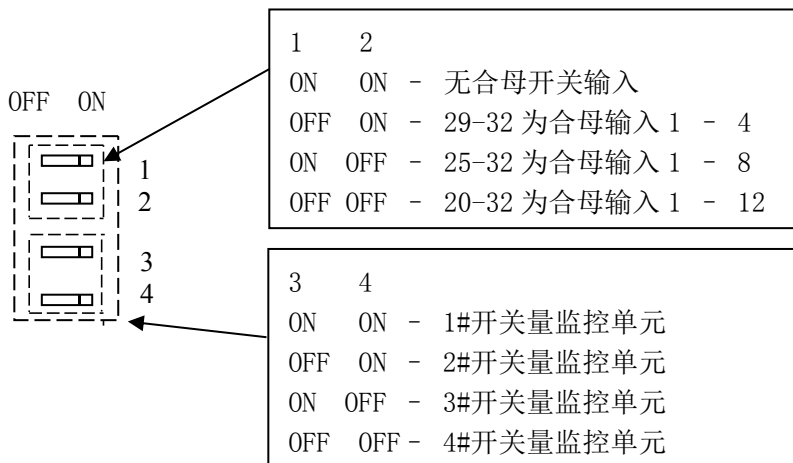 OFF ON
1
2
3
4
1 2
ON ON - 无合母开关输入
OFF ON - 29-32 为合母输入 1 - 4
ON OFF - 25-32 为合母输入 1 - 8
OFF OFF - 20-32 为合母输入 1 - 12
3 4
ON ON - 1#开关量监控单元
OFF ON - 2#开关量监控单元
ON OFF - 3#开关量监控单元
OFF OFF - 4#开关量监控单元